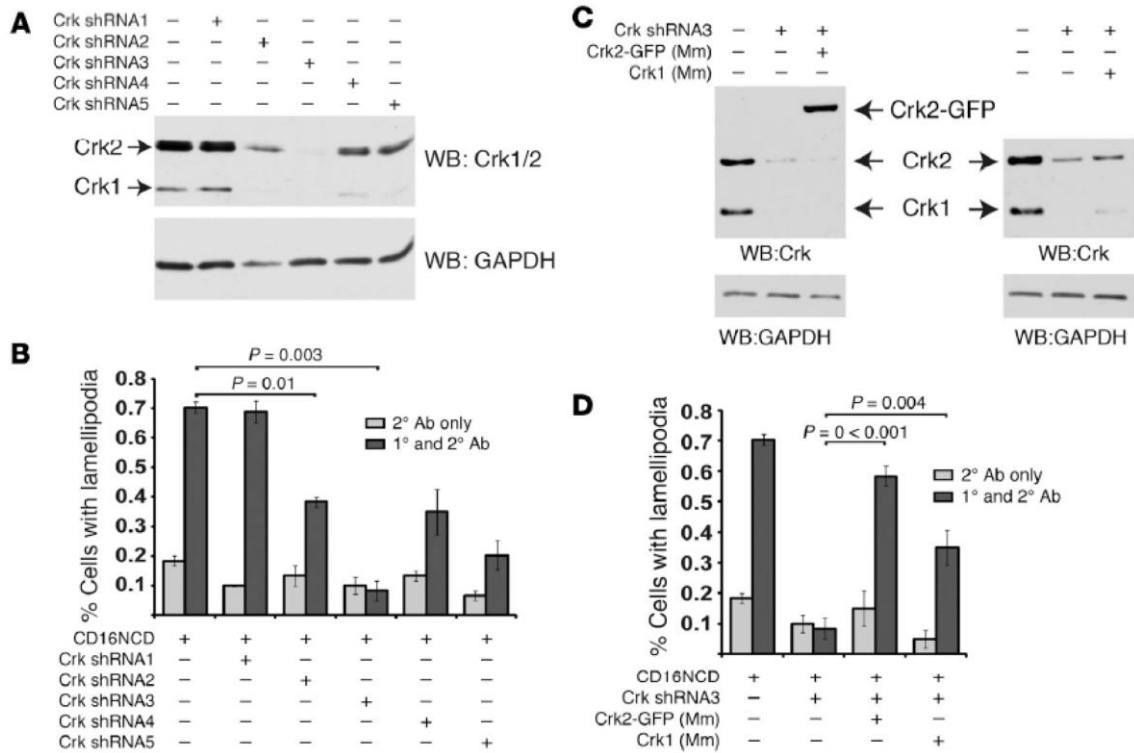 A
Crk shRNA1 – + – – – –
Crk shRNA2 – – + – – –
Crk shRNA3 – – – + – –
Crk shRNA4 – – – – + –
Crk shRNA5 – – – – – +
Crk2
WB: Crk1/2
Crk1
WB: GAPDH
B
P = 0.003
P = 0.01
% Cells with lamellipodia
0.8
0.7
0.6
0.5
0.4
0.3
0.2
0.1
2° Ab only
1° and 2° Ab
CD16NCD + + + + + +
Crk shRNA1 – + – – – –
Crk shRNA2 – – + – – –
Crk shRNA3 – – – + – –
Crk shRNA4 – – – – + –
Crk shRNA5 – – – – – +
C
Crk shRNA3 – + + – + +
Crk2-GFP (Mm) – – +
Crk1 (Mm) – – +
Crk2-GFP
Crk2
Crk1
WB:Crk WB:Crk
WB:GAPDH WB:GAPDH
D
P = 0.004
P = 0 < 0.001
% Cells with lamellipodia
0.8
0.7
0.6
0.5
0.4
0.3
0.2
0.1
2° Ab only
1° and 2° Ab
CD16NCD + + + +
Crk shRNA3 – + + +
Crk2-GFP (Mm) – – + –
Crk1 (Mm) – – – +